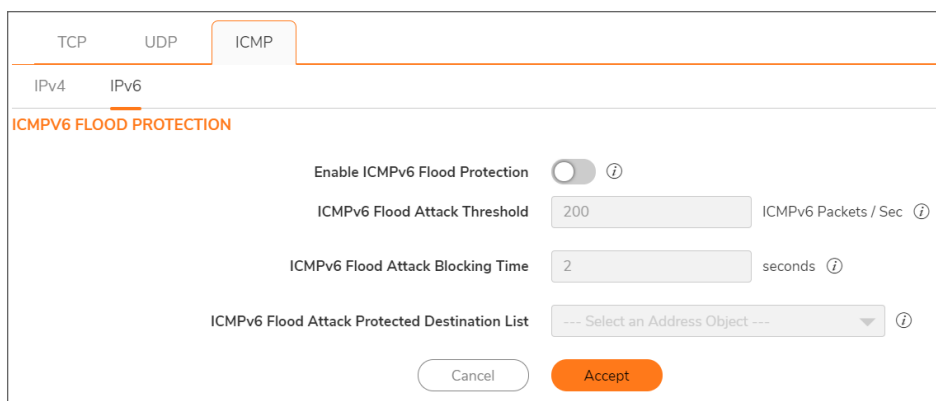 TCP UDP ICMP
IPv4 IPv6
ICMPV6 FLOOD PROTECTION
Enable ICMPv6 Flood Protection
ICMPv6 Flood Attack Threshold 200 ICMPv6 Packets / Sec
ICMPv6 Flood Attack Blocking Time 2 seconds
ICMPv6 Flood Attack Protected Destination List --- Select an Address Object ---
Cancel Accept